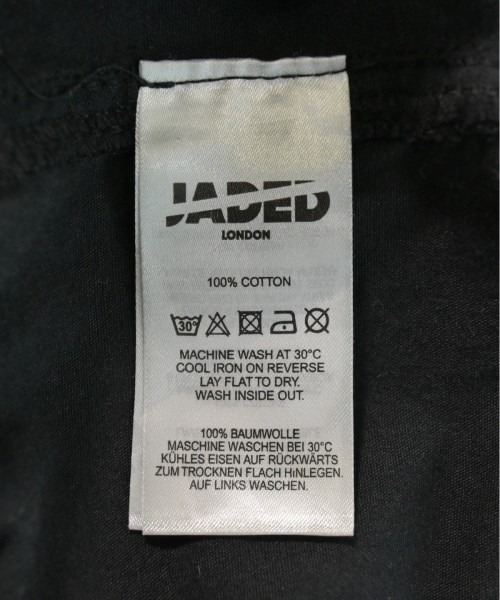 JADED
LONDON
100% COTTON
30°
MACHINE WASH AT 30°C
COOL IRON ON REVERSE
LAY FLAT TO DRY.
WASH INSIDE OUT.
100% BAUMWOLLE
MASCHINE WASCHEN BEI 30°C
KÜHLES EISEN AUF RÜCKWÄRTS
ZUM TROCKNEN FLACH HINLEGEN.
AUF LINKS WASCHEN.